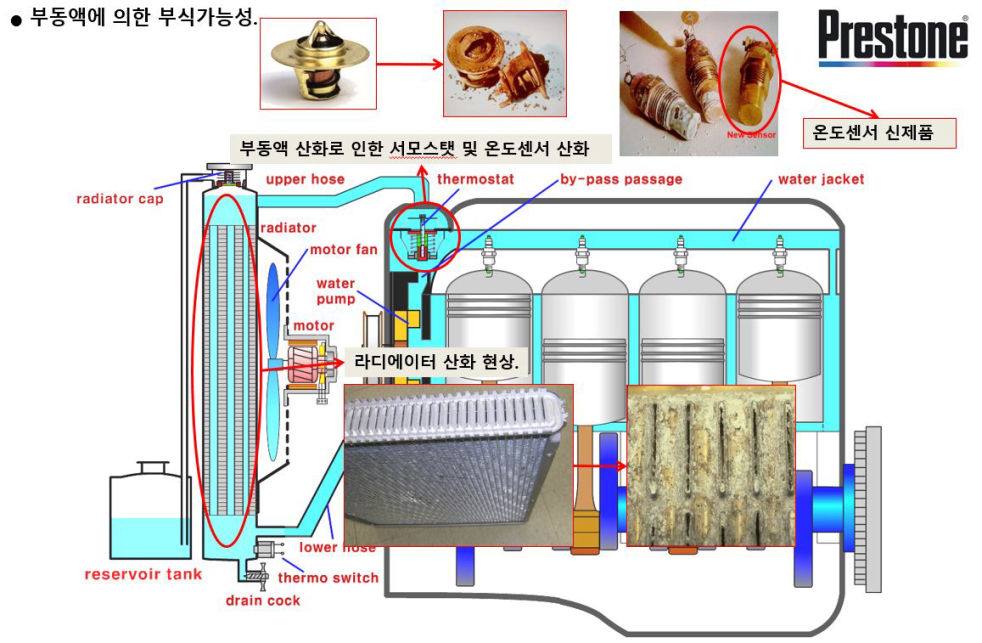 ● 부동액.에 의한 부식가능성.
Prestone®
New Sensor
온도센서 신제품
부동액 산화로 인한 서모스탯 및 온도센서 산화
radiator cap
upper hose
thermostat
by-pass passage
water jacket
radiator
motor fan
water
pump
motor
라디에이터 산화 현상.
lower hose
reservoir tank
thermo switch
drain cock